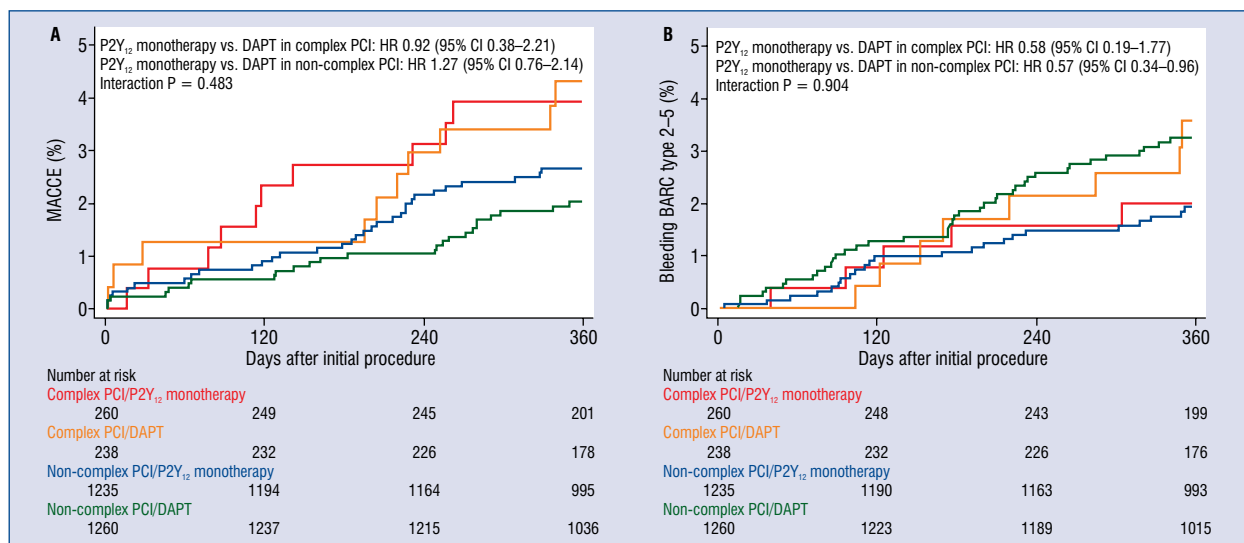 A
P2Y₁₂ monotherapy vs. DAPT in complex PCI: HR 0.92 (95% CI 0.38–2.21)
P2Y₁₂ monotherapy vs. DAPT in non-complex PCI: HR 1.27 (95% CI 0.76–2.14)
Interaction P = 0.483
MACCE (%)
5
4
3
2
1
0
0 120 240 360
Days after initial procedure
Number at risk
Complex PCI/P2Y₁₂ monotherapy
260 249 245 201
Complex PCI/DAPT
238 232 226 178
Non-complex PCI/P2Y₁₂ monotherapy
1235 1194 1164 995
Non-complex PCI/DAPT
1260 1237 1215 1036
B
P2Y₁₂ monotherapy vs. DAPT in complex PCI: HR 0.58 (95% CI 0.19–1.77)
P2Y₁₂ monotherapy vs. DAPT in non-complex PCI: HR 0.57 (95% CI 0.34–0.96)
Interaction P = 0.904
Bleeding BARC type 2–5 (%)
5
4
3
2
1
0
0 120 240 360
Days after initial procedure
Number at risk
Complex PCI/P2Y₁₂ monotherapy
260 248 243 199
Complex PCI/DAPT
238 232 226 176
Non-complex PCI/P2Y₁₂ monotherapy
1235 1190 1163 993
Non-complex PCI/DAPT
1260 1223 1189 1015